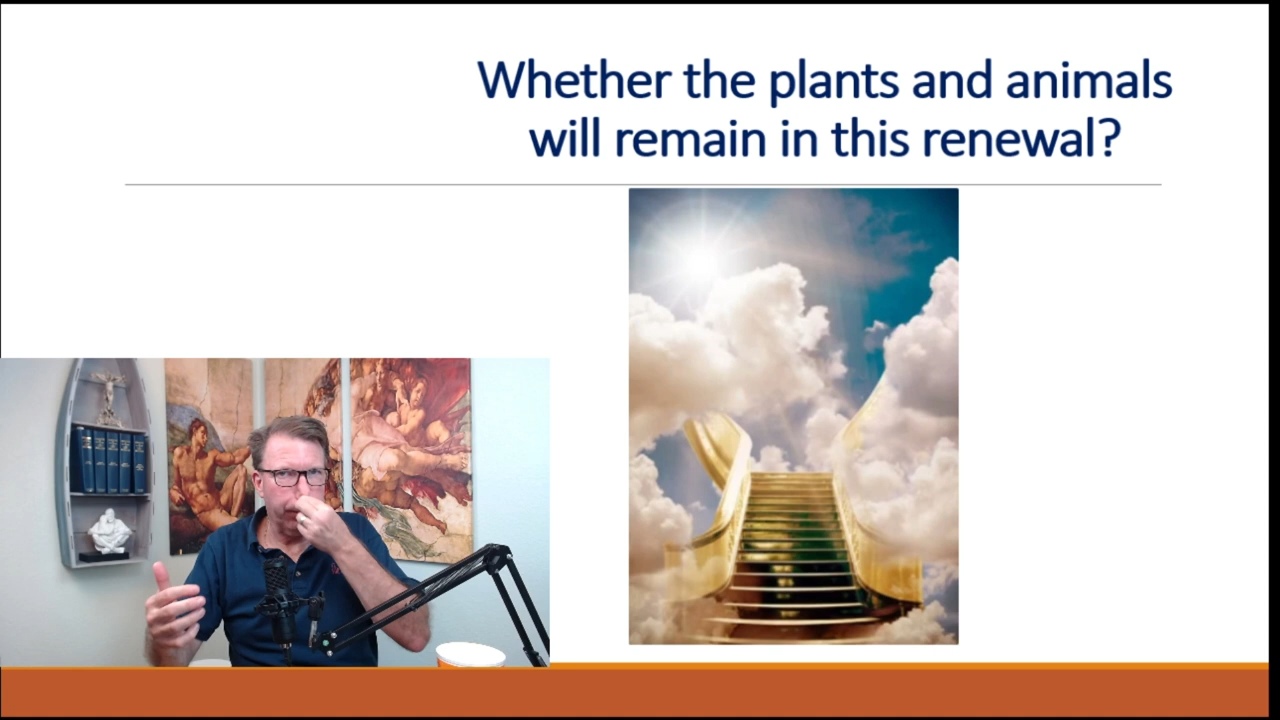 Whether the plants and animals
will remain in this renewal?